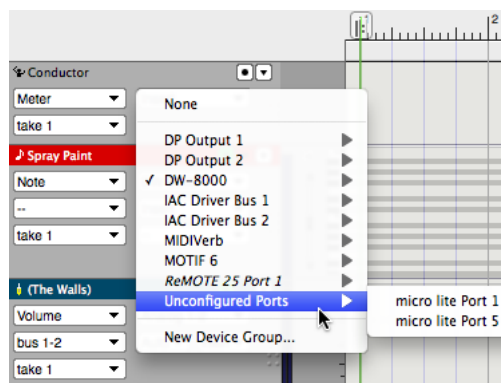 2
Conductor
Meter
take 1
Spray Paint
Note
--
take 1
(The Walls)
Volume
bus 1-2
take 1
None
DP Output 1
DP Output 2
✓ DW-8000
IAC Driver Bus 1
IAC Driver Bus 2
MIDIVerb
MOTIF 6
ReMOTE 25 Port 1
Unconfigured Ports
New Device Group...
micro lite Port 1
micro lite Port 5